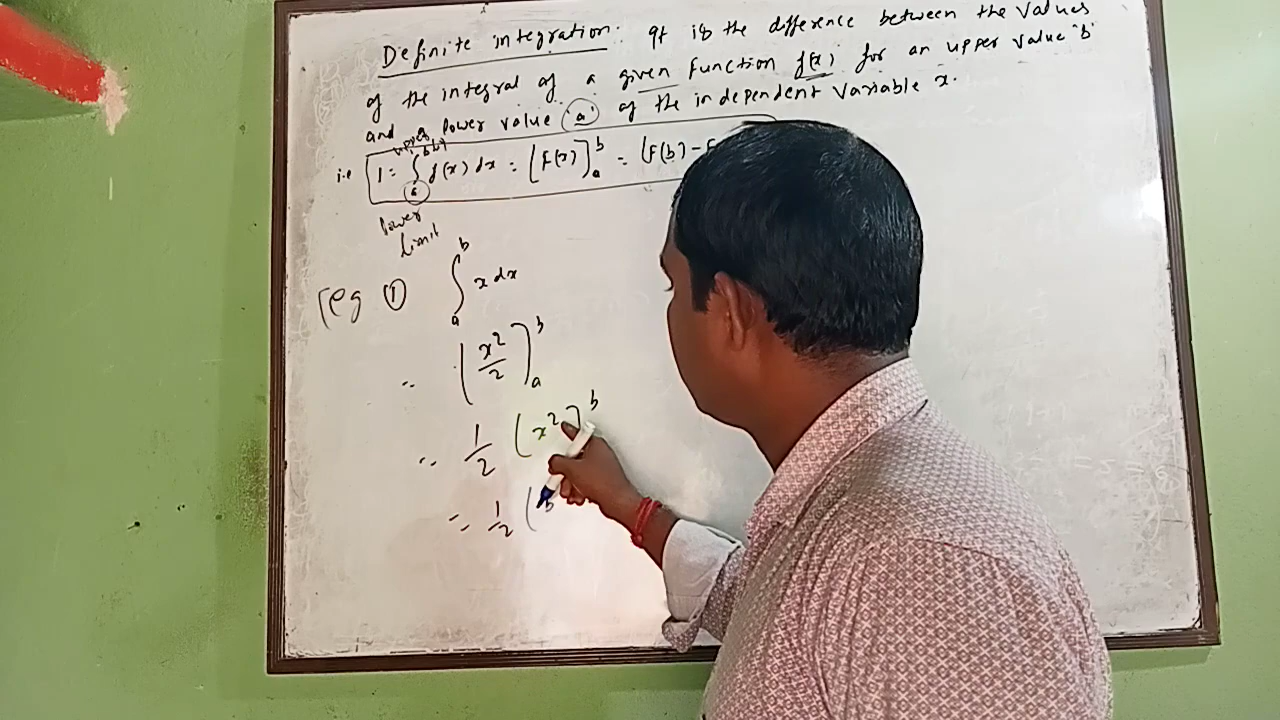 Definite integration: It is the difference between the values
of the integral of a given function f(x) for an upper value 'b'
and lower value 'a' of the independent variable x.
upper limit
i.e I = ∫ₐᵇ f(x) dx = [F(x)]ₐᵇ = (F(b) -
lower
limit
eg ① ∫ₐᵇ x dx
= [x²/2]ₐᵇ
= 1/2 [x²]ᵇ
= 1/2 (b